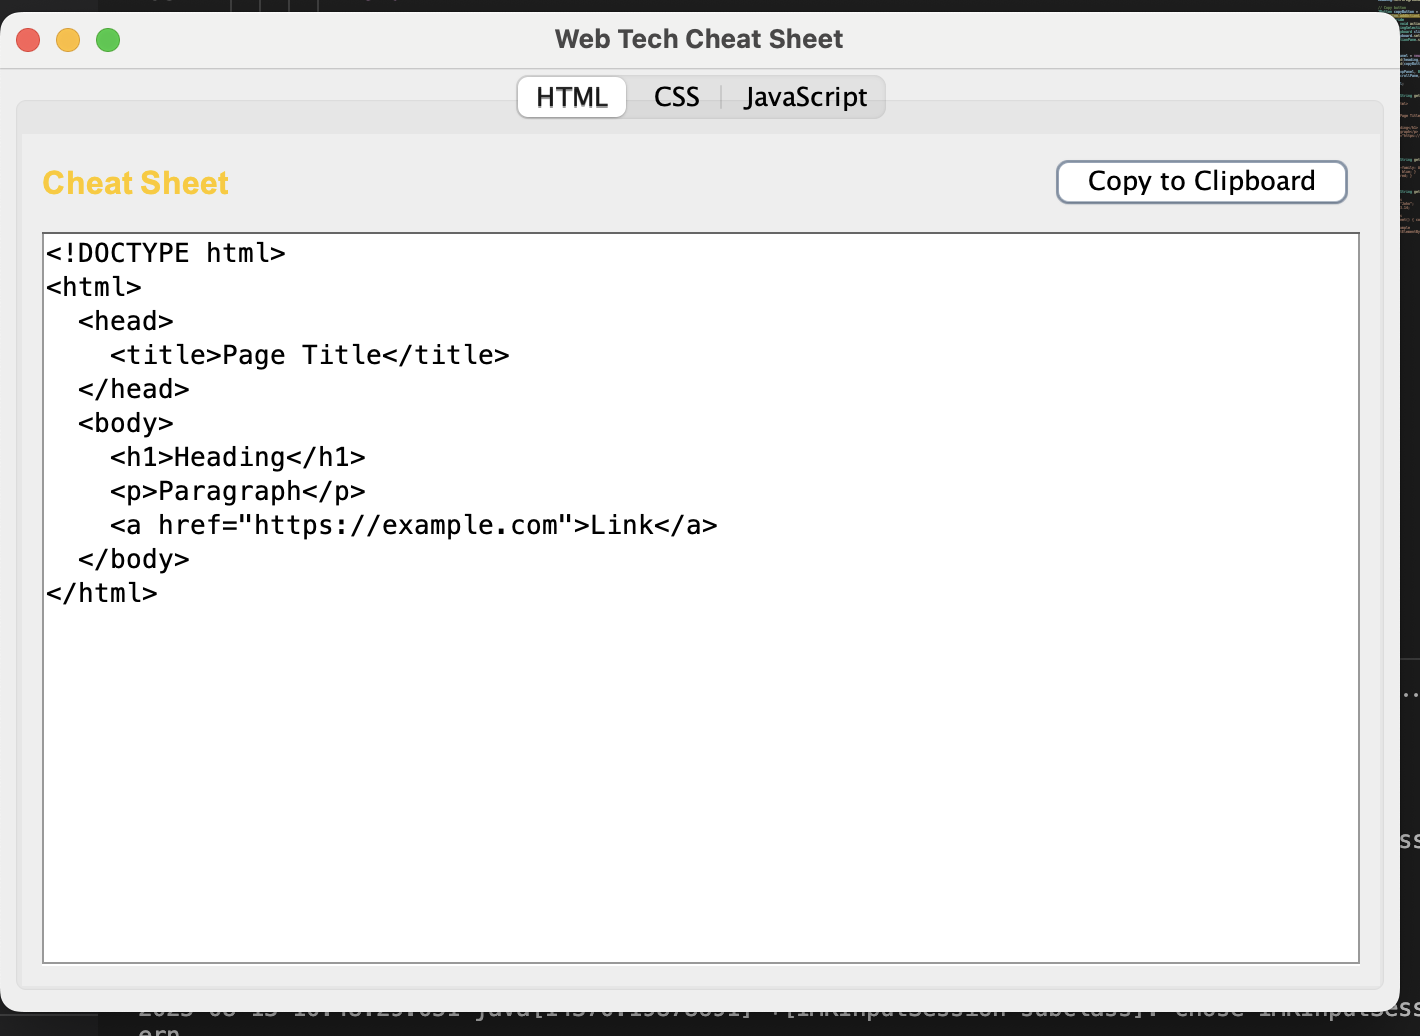 Web Tech Cheat Sheet
HTML CSS JavaScript
Cheat Sheet
Copy to Clipboard
<!DOCTYPE html>
<html>
  <head>
    <title>Page Title</title>
  </head>
  <body>
    <h1>Heading</h1>
    <p>Paragraph</p>
    <a href="https://example.com">Link</a>
  </body>
</html>
ern